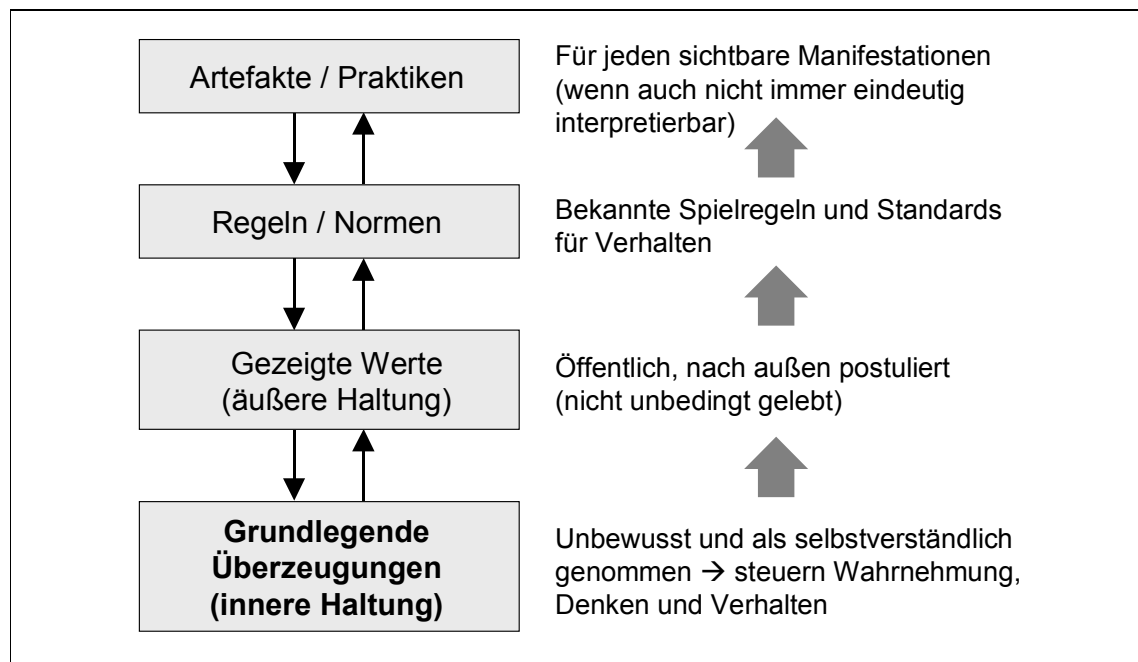 Artefakte / Praktiken
Für jeden sichtbare Manifestationen
(wenn auch nicht immer eindeutig
interpretierbar)
Regeln / Normen
Bekannte Spielregeln und Standards
für Verhalten
Gezeigte Werte
(äußere Haltung)
Öffentlich, nach außen postuliert
(nicht unbedingt gelebt)
Grundlegende
Überzeugungen
(innere Haltung)
Unbewusst und als selbstverständlich
genommen → steuern Wahrnehmung,
Denken und Verhalten